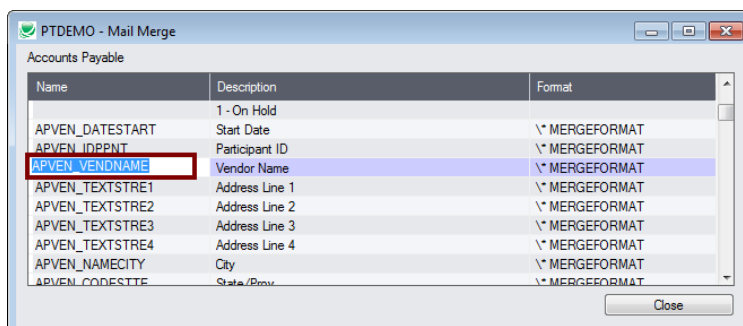 PTDEMO - Mail Merge
Accounts Payable
Name Description Format
1 - On Hold
APVEN_DATESTART Start Date \* MERGEFORMAT
APVEN_IDPPNT Participant ID \* MERGEFORMAT
APVEN_VENDNAME Vendor Name \* MERGEFORMAT
APVEN_TEXTSTRE1 Address Line 1 \* MERGEFORMAT
APVEN_TEXTSTRE2 Address Line 2 \* MERGEFORMAT
APVEN_TEXTSTRE3 Address Line 3 \* MERGEFORMAT
APVEN_TEXTSTRE4 Address Line 4 \* MERGEFORMAT
APVEN_NAMECITY City \* MERGEFORMAT
APVEN_CODESTTE State/Prov \* MERGEFORMAT
Close